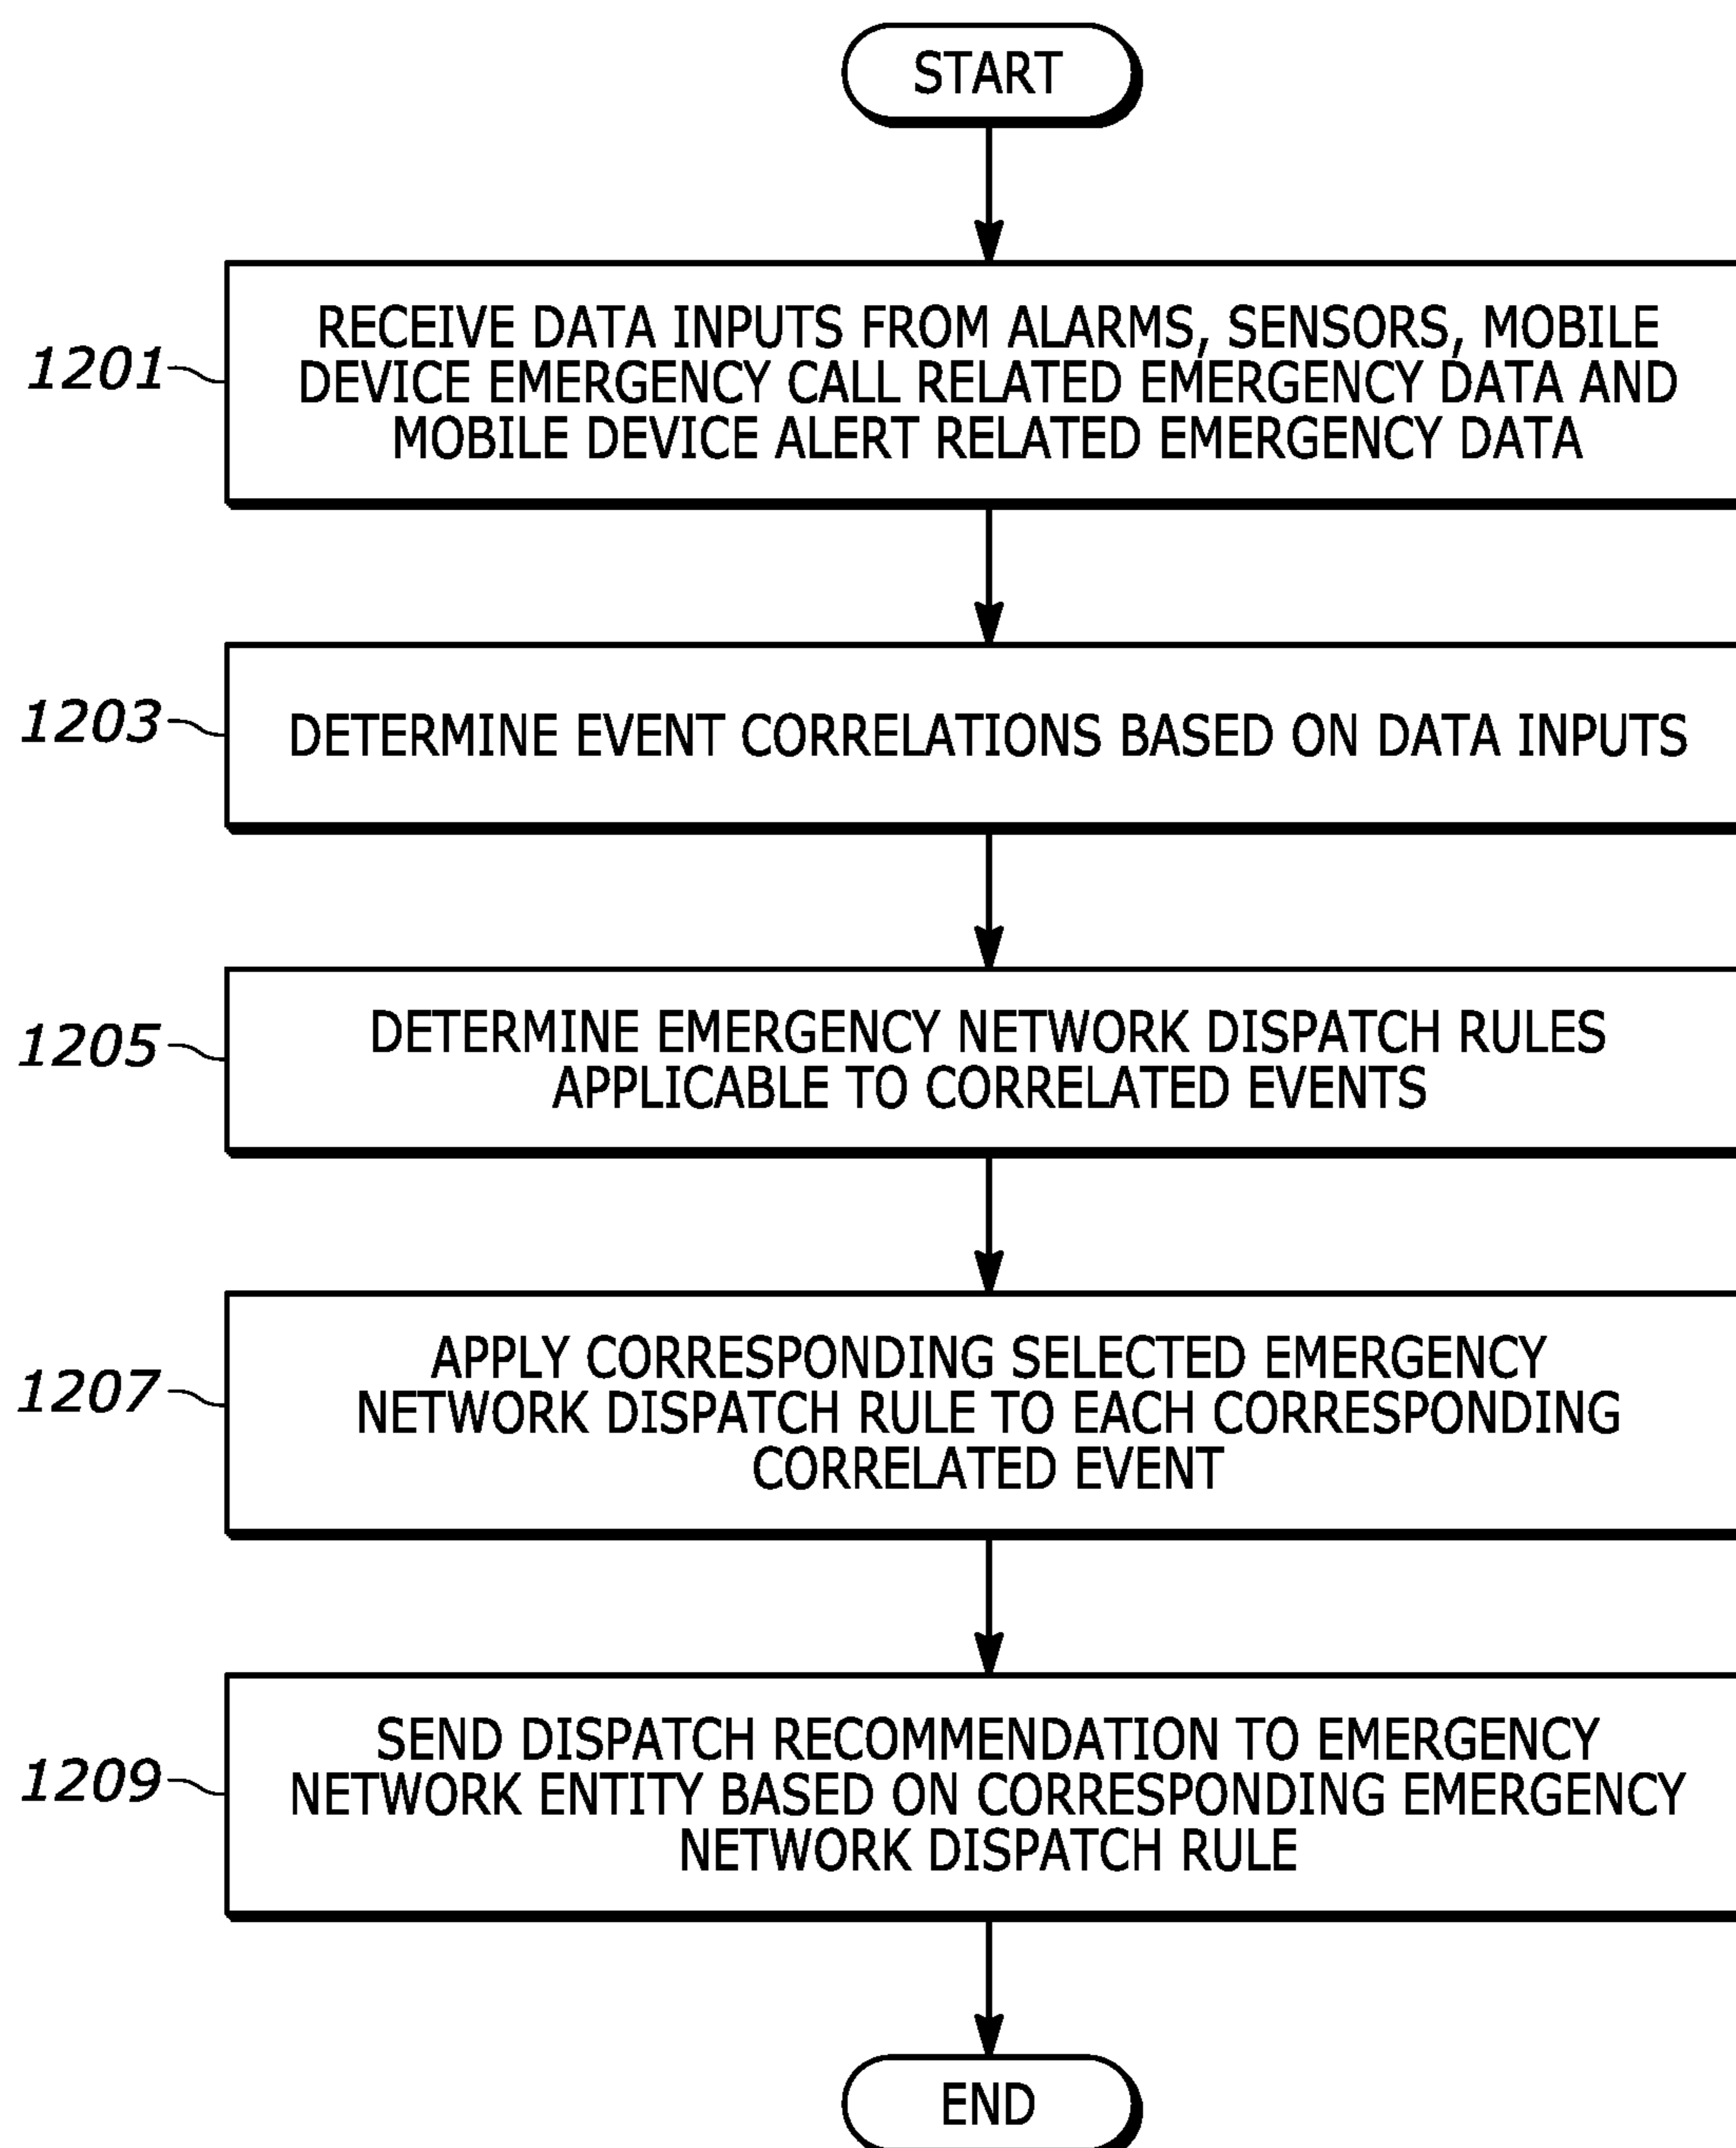 START
RECEIVE DATA INPUTS FROM ALARMS, SENSORS, MOBILE
DEVICE EMERGENCY CALL RELATED EMERGENCY DATA AND
MOBILE DEVICE ALERT RELATED EMERGENCY DATA
1201
DETERMINE EVENT CORRELATIONS BASED ON DATA INPUTS
1203
DETERMINE EMERGENCY NETWORK DISPATCH RULES
APPLICABLE TO CORRELATED EVENTS
1205
APPLY CORRESPONDING SELECTED EMERGENCY
NETWORK DISPATCH RULE TO EACH CORRESPONDING
CORRELATED EVENT
1207
SEND DISPATCH RECOMMENDATION TO EMERGENCY
NETWORK ENTITY BASED ON CORRESPONDING EMERGENCY
NETWORK DISPATCH RULE
1209
END